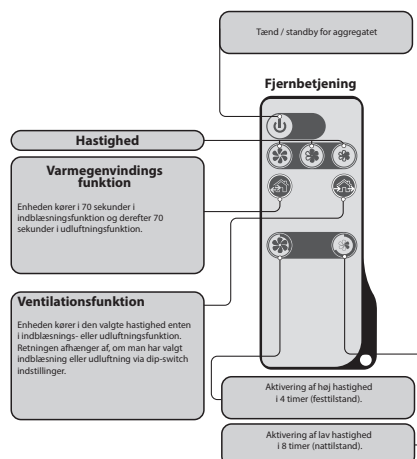 Tænd / standby for aggregatet
Fjernbetjening
Hastighed
Varmegenvindings
funktion
Enheden kører i 70 sekunder i
indblæsningsfunktion og derefter 70
sekunder i udluftningsfunktion.
Ventilationsfunktion
Enheden kører i den valgte hastighed enten
i indblæsnings- eller udluftningsfunktion.
Retningen afhænger af, om man har valgt
indblæsning eller udluftning via dip-switch
indstillinger.
Aktivering af høj hastighed
i 4 timer (festtilstand).
Aktivering af lav hastighed
i 8 timer (nattilstand).